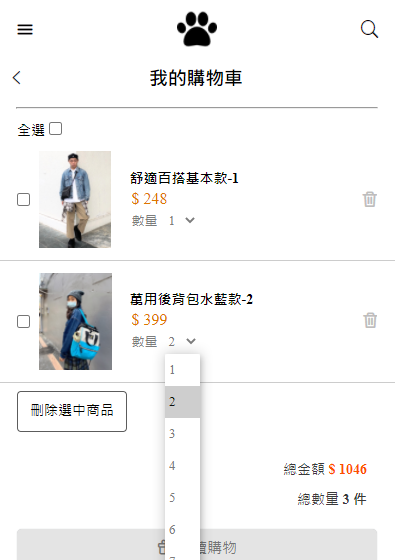 我的購物車
全選
舒適百搭基本款-1
$ 248
數量 1
萬用後背包水藍款-2
$ 399
數量 2
1
2
3
4
5
6
刪除選中商品
總金額 $ 1046
總數量 3 件
購物